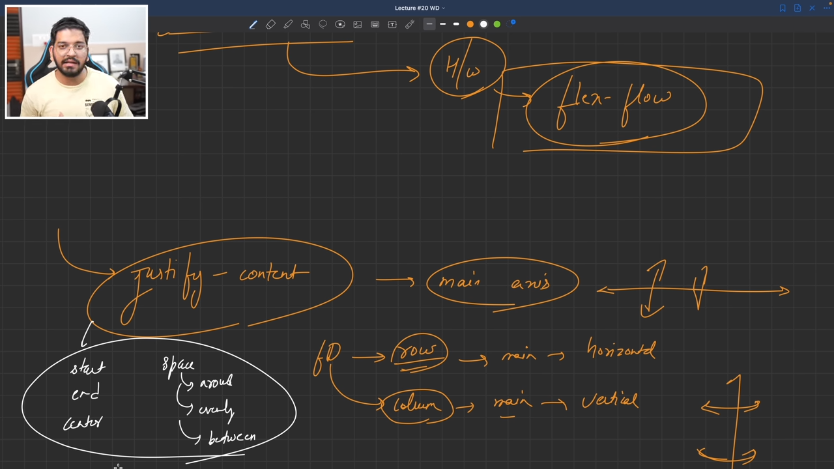 Lecture #20 WD
H/w
flex-flow
justify-content
main axis
fD
row
main
horizontal
column
main
vertical
start
end
center
space
around
evenly
between